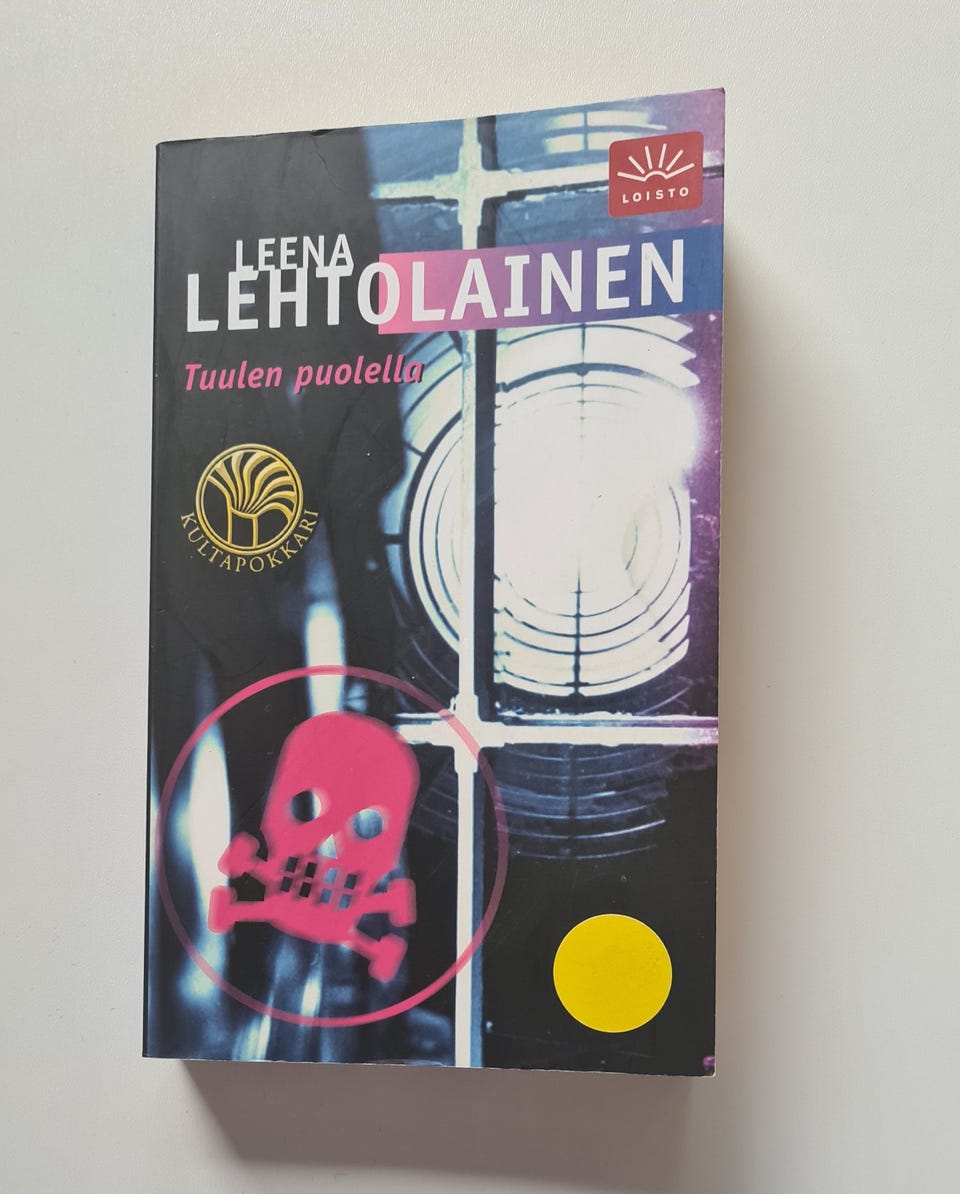 LOISTO
LEENA
LEHTOLAINEN
Tuulen puolella
KULTAPOKKARI